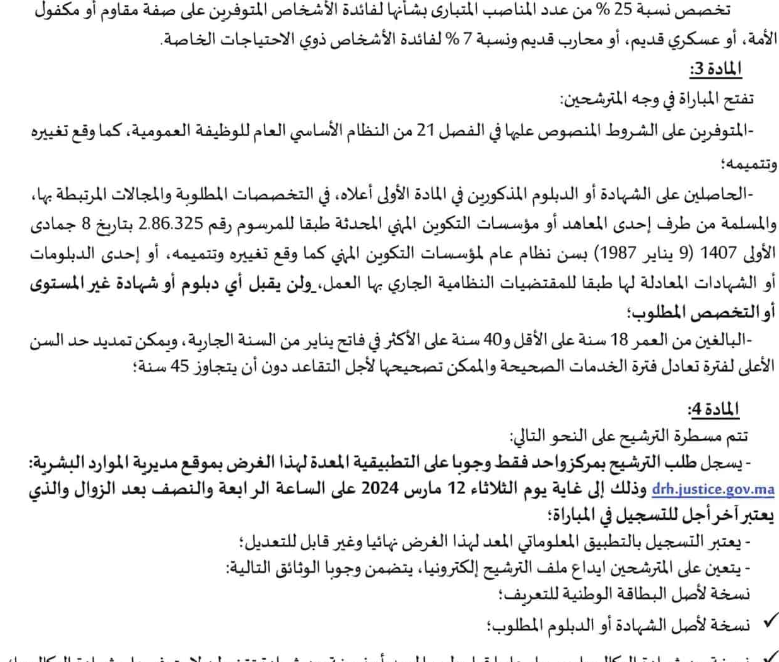 تخصص نسبة 25 % من عدد المناصب المتبارى بشأنها لفائدة الأشخاص المتوفرين على صفة مقاوم أو مكفول
الأمة، أو عسكري قديم، أو محارب قديم ونسبة 7 % لفائدة الأشخاص ذوي الاحتياجات الخاصة.
المادة 3:
تفتح المباراة في وجه المترشحين:
-المتوفرين على الشروط المنصوص عليها في الفصل 21 من النظام الأساسي العام للوظيفة العمومية، كما وقع تغييره
وتتميمه؛
-الحاصلين على الشهادة أو الدبلوم المذكورين في المادة الأولى أعلاه، في التخصصات المطلوبة والمجالات المرتبطة بها،
والمسلمة من طرف إحدى المعاهد أو مؤسسات التكوين المهني المحدثة طبقا للمرسوم رقم 2.86.325 بتاريخ 8 جمادى
الأولى 1407 (9 يناير 1987) بسن نظام عام لمؤسسات التكوين المهني كما وقع تغييره وتتميمه، أو إحدى الدبلومات
أو الشهادات المعادلة لها طبقا للمقتضيات النظامية الجاري بها العمل، ولن يقبل أي دبلوم أو شهادة غير المستوى
أو التخصص المطلوب؛
-البالغين من العمر 18 سنة على الأقل و40 سنة على الأكثر في فاتح يناير من السنة الجارية، ويمكن تمديد حد السن
الأعلى لفترة تعادل فترة الخدمات الصحيحة والممكن تصحيحها لأجل التقاعد دون أن يتجاوز 45 سنة؛
المادة 4:
تتم مسطرة الترشيح على النحو التالي:
- يسجل طلب الترشيح بمركز واحد فقط وجوبا على التطبيقية المعدة لهذا الغرض بموقع مديرية الموارد البشرية:
drh.justice.gov.ma وذلك إلى غاية يوم الثلاثاء 12 مارس 2024 على الساعة الرابعة والنصف بعد الزوال والذي
يعتبر آخر أجل للتسجيل في المباراة؛
- يعتبر التسجيل بالتطبيق المعلوماتي المعد لهذا الغرض نهائيا وغير قابل للتعديل؛
- يتعين على المترشحين ايداع ملف الترشيح إلكترونيا، يتضمن وجوبا الوثائق التالية:
نسخة لأصل البطاقة الوطنية للتعريف؛
✓ نسخة لأصل الشهادة أو الدبلوم المطلوب؛